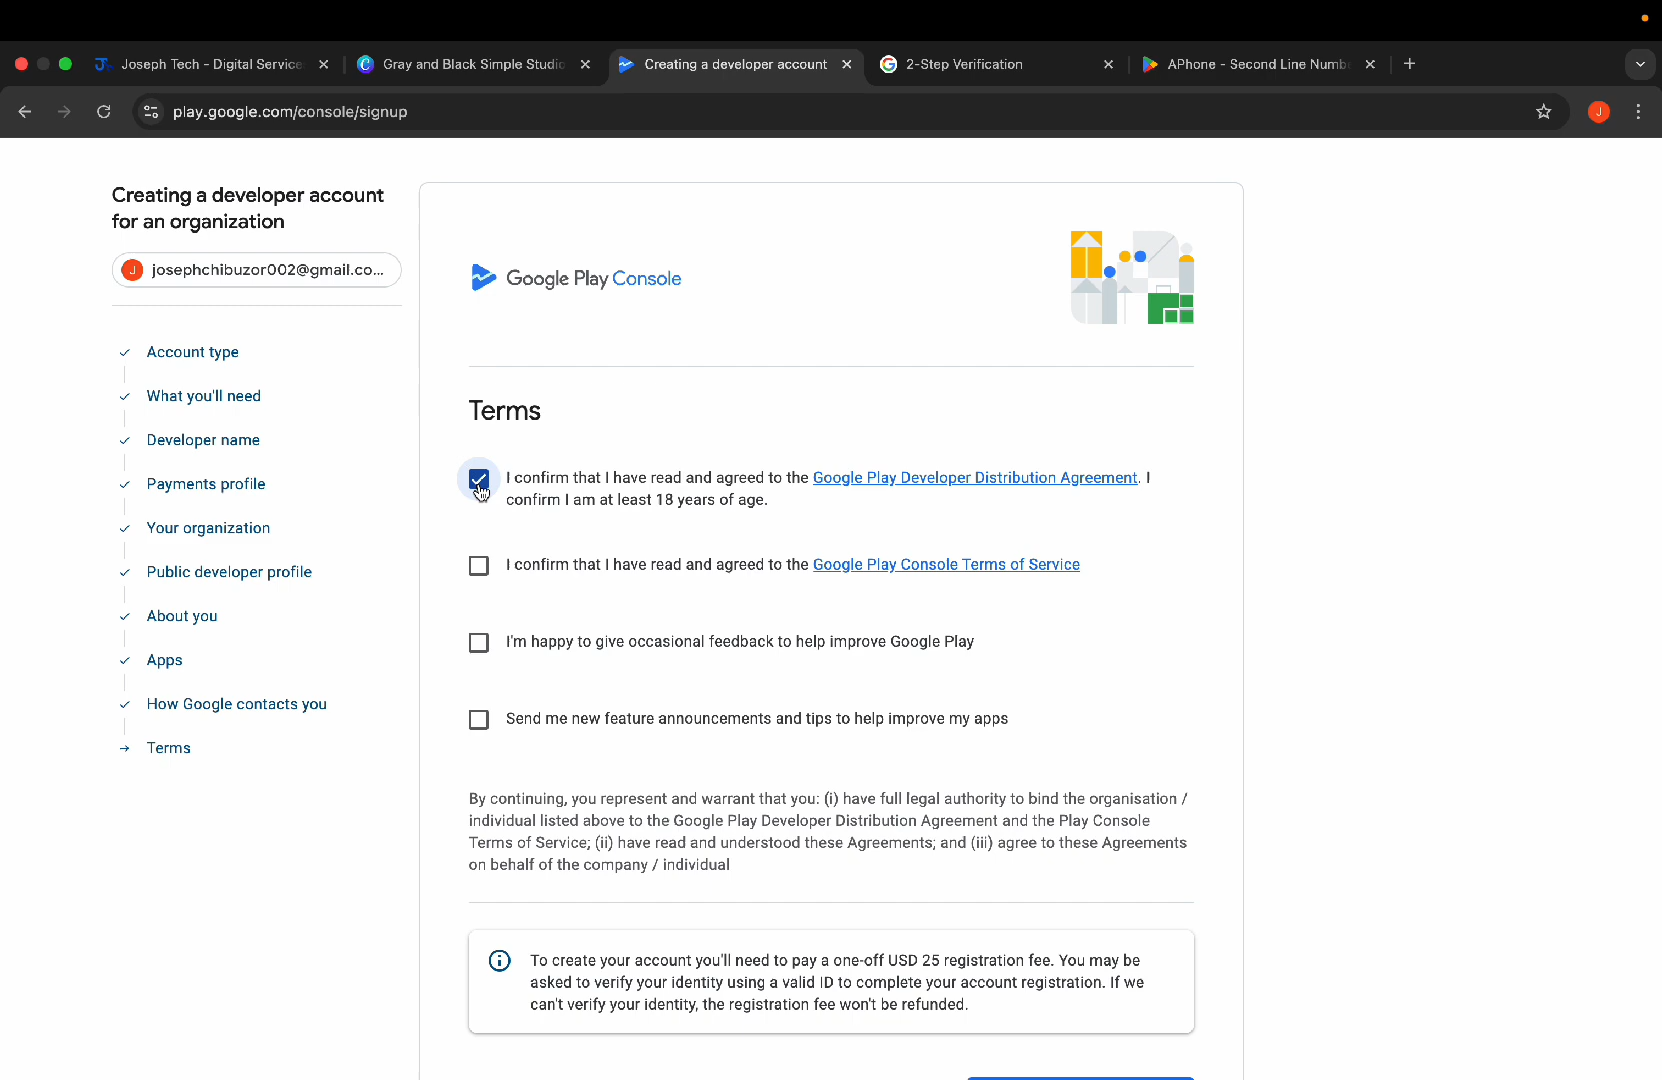 Joseph Tech - Digital Service
Gray and Black Simple Studio
Creating a developer account
2-Step Verification
APhone - Second Line Numb
play.google.com/console/signup
J
Creating a developer account
for an organization
J josephchibuzor002@gmail.co...
Account type
What you'll need
Developer name
Payments profile
Your organization
Public developer profile
About you
Apps
How Google contacts you
Terms
Google Play Console
Terms
I confirm that I have read and agreed to the Google Play Developer Distribution Agreement. I
confirm I am at least 18 years of age.
I confirm that I have read and agreed to the Google Play Console Terms of Service
I'm happy to give occasional feedback to help improve Google Play
Send me new feature announcements and tips to help improve my apps
By continuing, you represent and warrant that you: (i) have full legal authority to bind the organisation /
individual listed above to the Google Play Developer Distribution Agreement and the Play Console
Terms of Service; (ii) have read and understood these Agreements; and (iii) agree to these Agreements
on behalf of the company / individual
To create your account you'll need to pay a one-off USD 25 registration fee. You may be
asked to verify your identity using a valid ID to complete your account registration. If we
can't verify your identity, the registration fee won't be refunded.